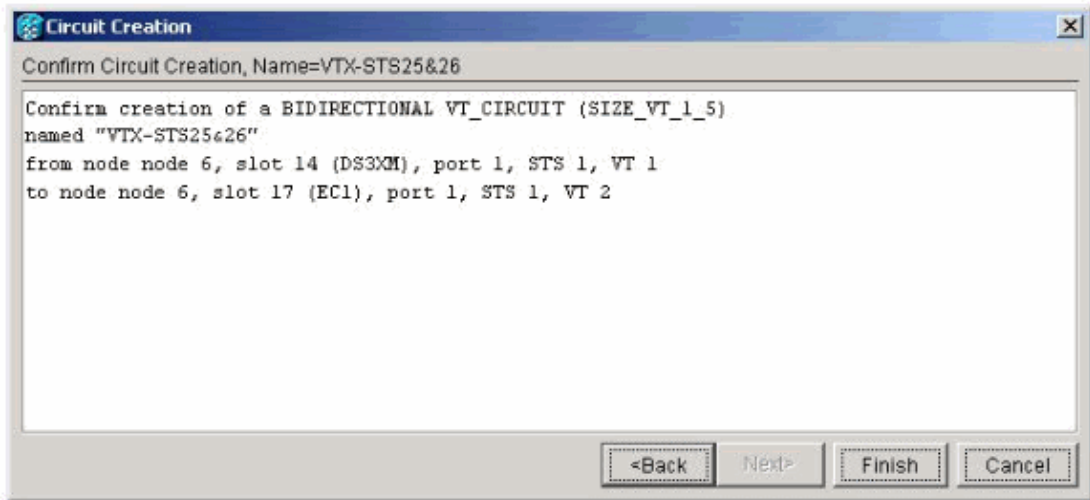 Circuit Creation
Confirm Circuit Creation, Name=VTX-STS25&26
Confirm creation of a BIDIRECTIONAL VT_CIRCUIT (SIZE_VT_1_5)
named "VTX-STS25&26"
from node node 6, slot 14 (DS3XM), port 1, STS 1, VT 1
to node node 6, slot 17 (EC1), port 1, STS 1, VT 2
<Back Next> Finish Cancel